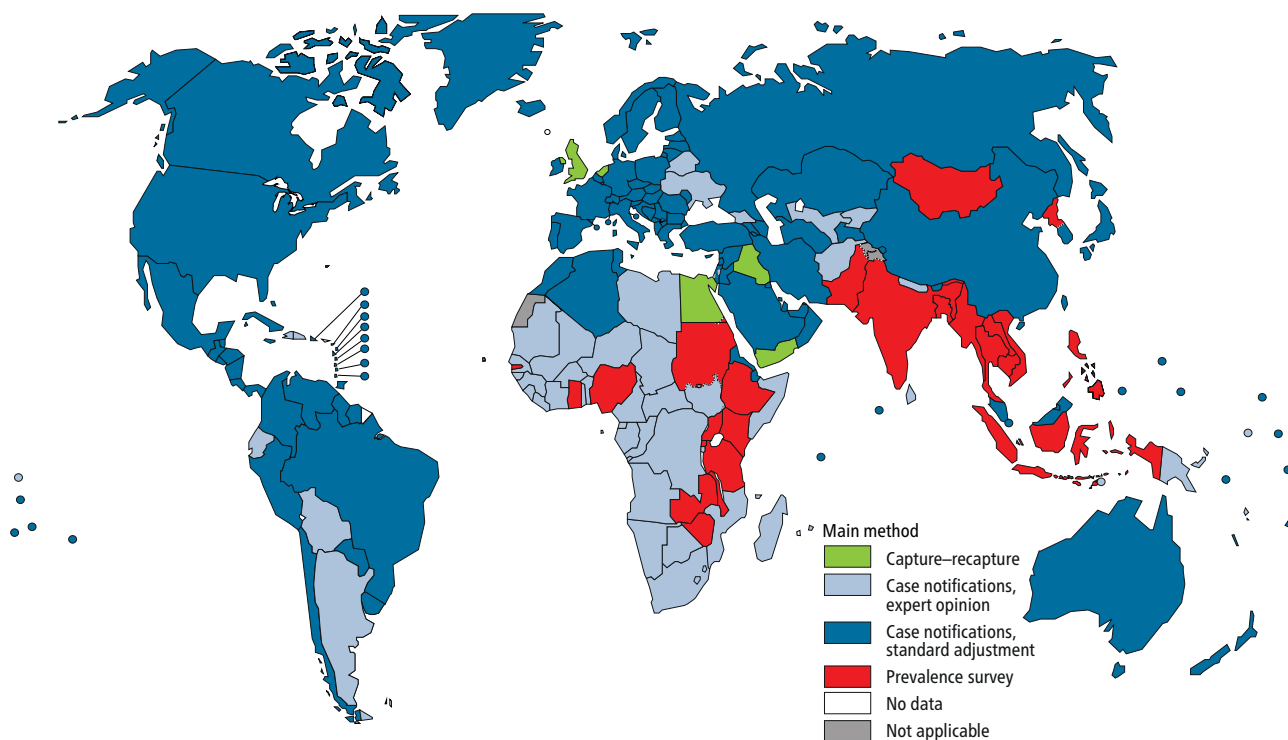 Main method
Capture–recapture
Case notifications,
expert opinion
Case notifications,
standard adjustment
Prevalence survey
No data
Not applicable